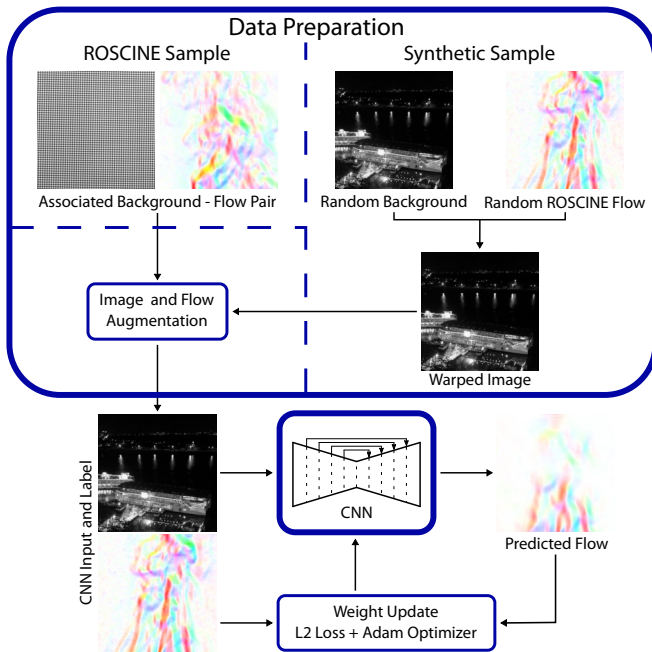 Data Preparation
ROSCINE Sample
Synthetic Sample
Associated Background - Flow Pair
Random Background
Random ROSCINE Flow
Image and Flow
Augmentation
Warped Image
CNN Input and Label
CNN
Predicted Flow
Weight Update
L2 Loss + Adam Optimizer